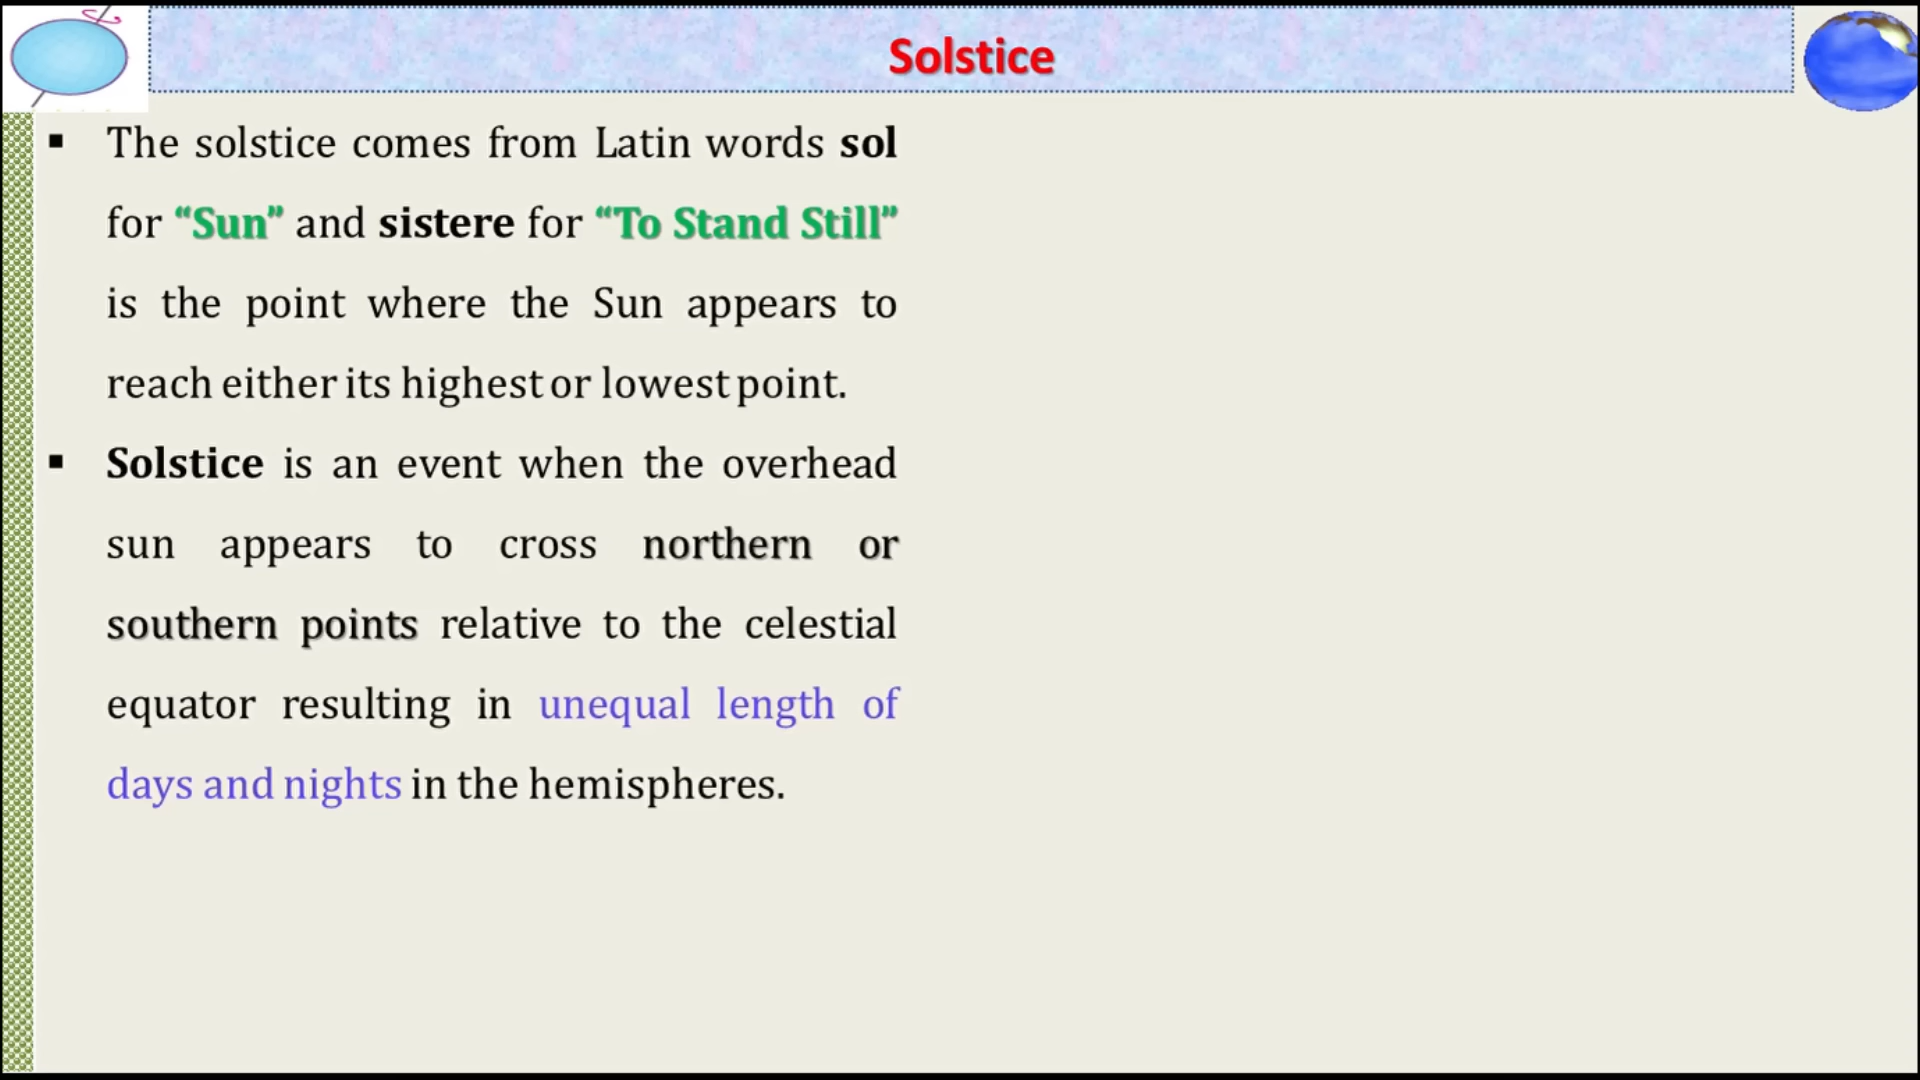 Solstice
▪ The solstice comes from Latin words sol
for “Sun” and sistere for “To Stand Still”
is the point where the Sun appears to
reach either its highest or lowest point.
▪ Solstice is an event when the overhead
sun appears to cross northern or
southern points relative to the celestial
equator resulting in unequal length of
days and nights in the hemispheres.